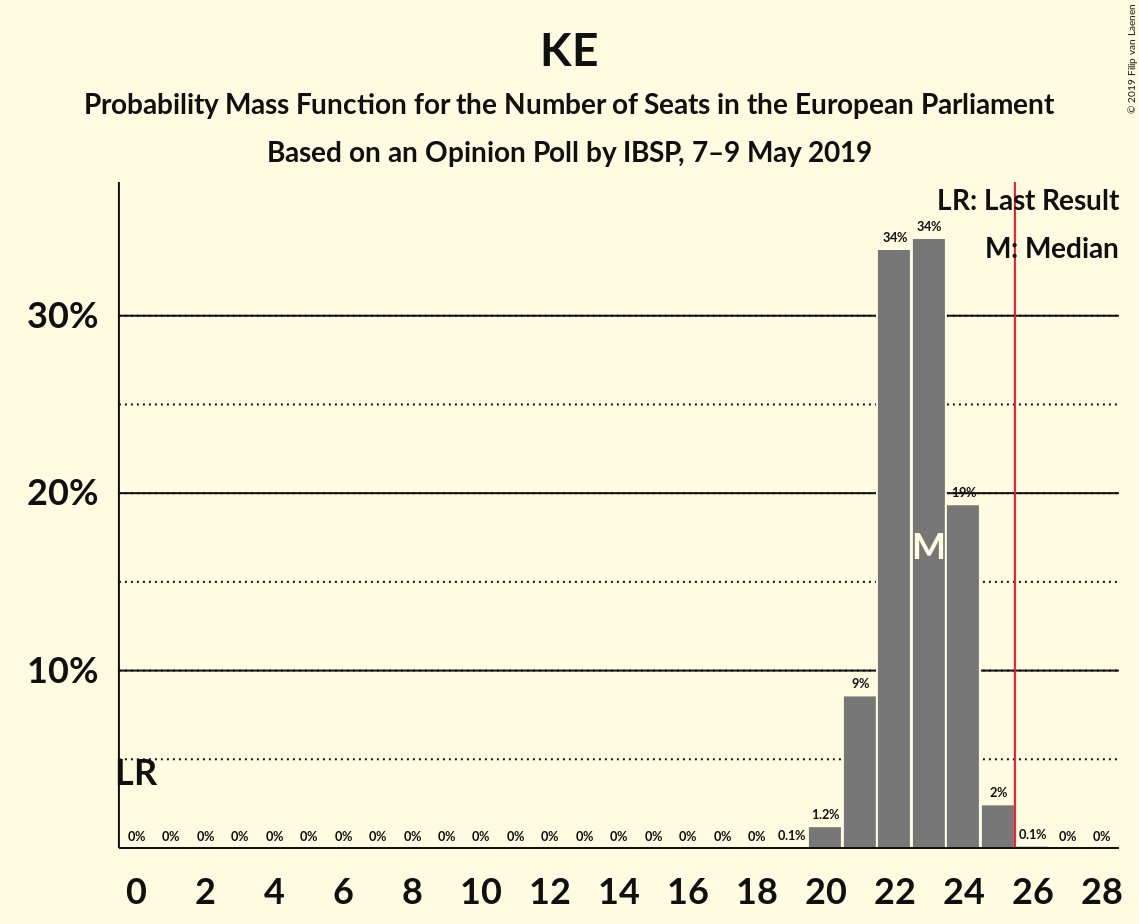 KE
Probability Mass Function for the Number of Seats in the European Parliament
Based on an Opinion Poll by IBSP, 7–9 May 2019
© 2019 Filip van Laenen
LR: Last Result
M: Median
34% 34%
30%
20%
19%
M
10%
9%
LR
2%
1.2%
0% 0% 0% 0% 0% 0% 0% 0% 0% 0% 0% 0% 0% 0% 0% 0% 0% 0% 0% 0.1% 0.1% 0% 0%
0 2 4 6 8 10 12 14 16 18 20 22 24 26 28